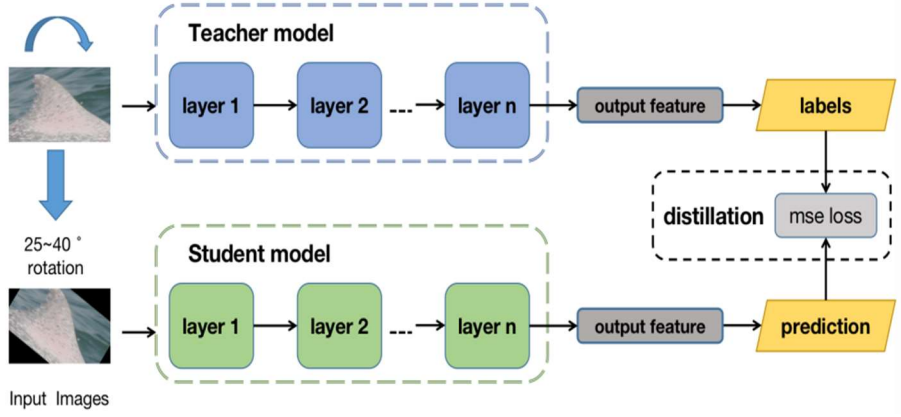 Teacher model
layer 1
layer 2
---
layer n
output feature
labels
25~40 °
rotation
distillation
mse loss
Student model
layer 1
layer 2
---
layer n
output feature
prediction
Input Images